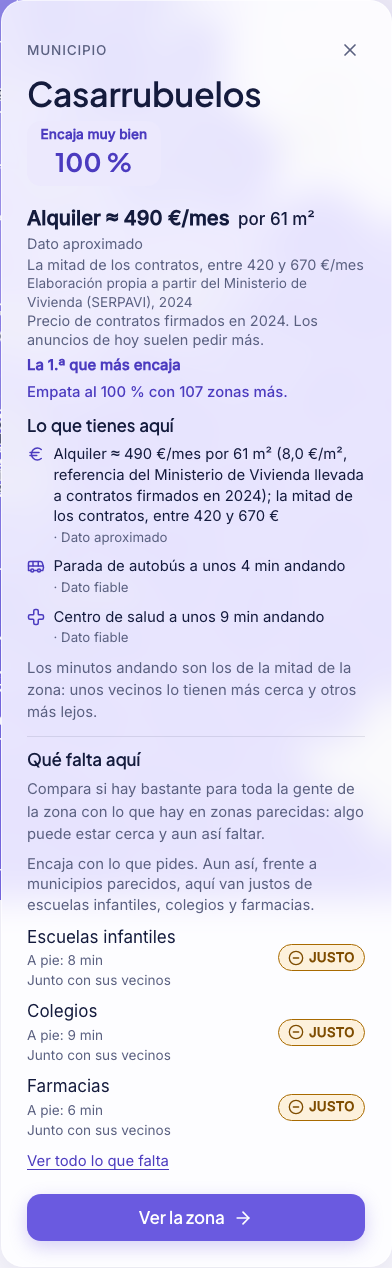 MUNICIPIO
Casarrubuelos
Encaja muy bien
100 %
Alquiler ≈ 490 €/mes por 61 m²
Dato aproximado
La mitad de los contratos, entre 420 y 670 €/mes
Elaboración propia a partir del Ministerio de
Vivienda (SERPAVI), 2024
Precio de contratos firmados en 2024. Los
anuncios de hoy suelen pedir más.
La 1.ª que más encaja
Empata al 100 % con 107 zonas más.
Lo que tienes aquí
Alquiler ≈ 490 €/mes por 61 m² (8,0 €/m²,
referencia del Ministerio de Vivienda llevada
a contratos firmados en 2024); la mitad de
los contratos, entre 420 y 670 €
· Dato aproximado
Parada de autobús a unos 4 min andando
· Dato fiable
Centro de salud a unos 9 min andando
· Dato fiable
Los minutos andando son los de la mitad de la
zona: unos vecinos lo tienen más cerca y otros
más lejos.
Qué falta aquí
Compara si hay bastante para toda la gente de
la zona con lo que hay en zonas parecidas: algo
puede estar cerca y aun así faltar.
Encaja con lo que pides. Aun así, frente a
municipios parecidos, aquí van justos de
escuelas infantiles, colegios y farmacias.
Escuelas infantiles
A pie: 8 min
Junto con sus vecinos
JUSTO
Colegios
A pie: 9 min
Junto con sus vecinos
JUSTO
Farmacias
A pie: 6 min
Junto con sus vecinos
JUSTO
Ver todo lo que falta
Ver la zona →